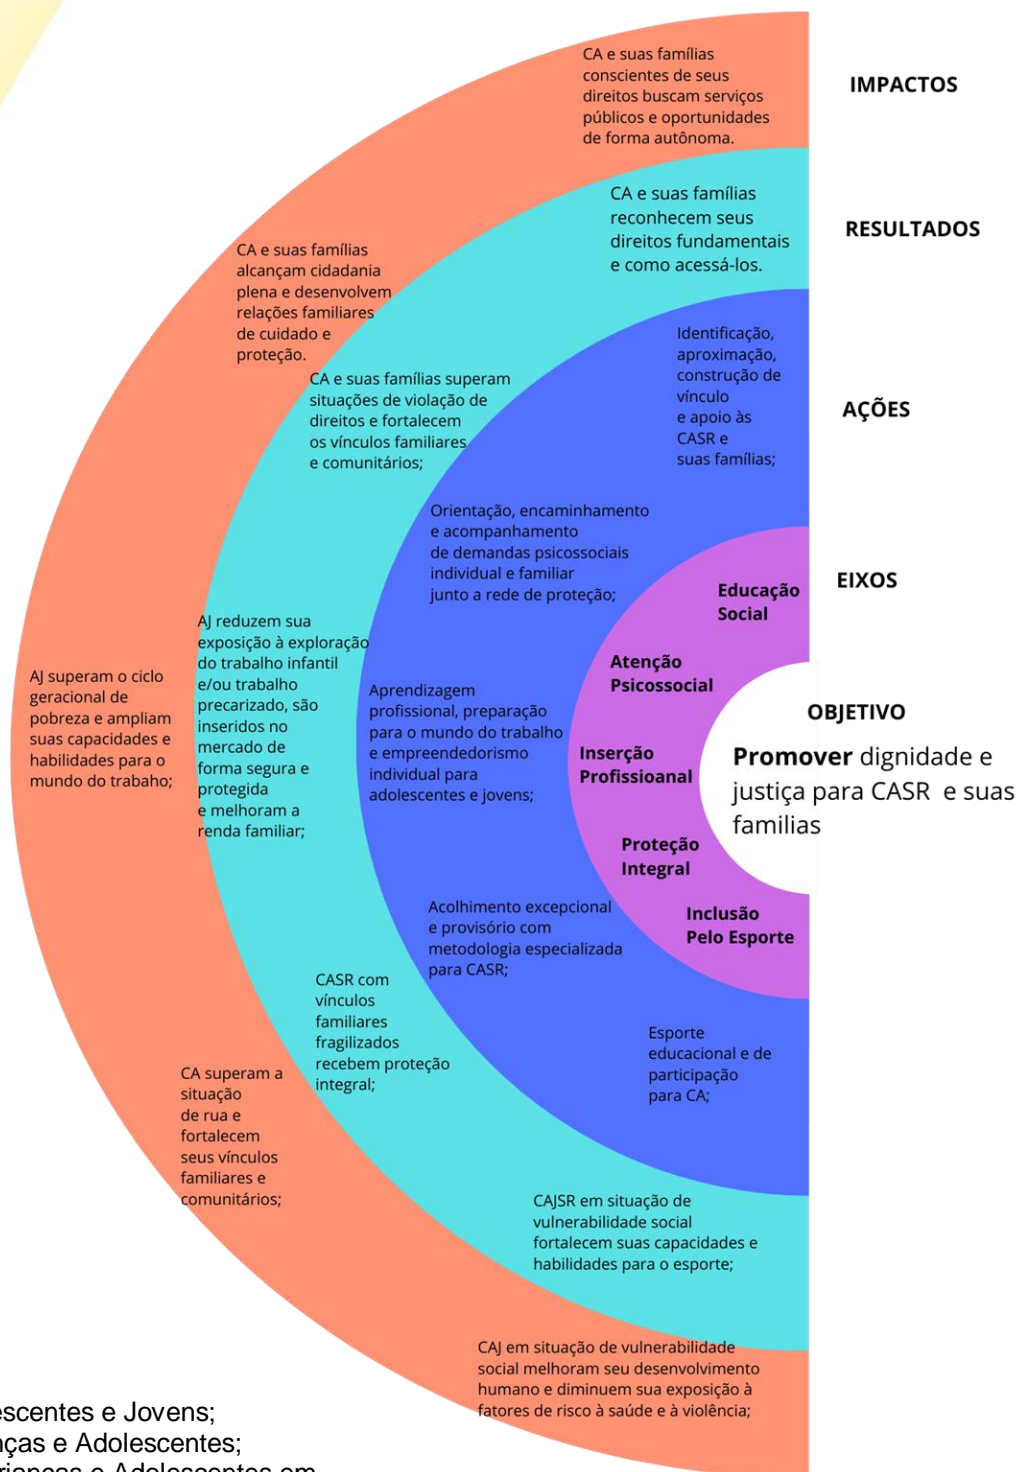 CA e suas famílias
conscientes de seus
direitos buscam serviços
públicos e oportunidades
de forma autônoma.
IMPACTOS
CA e suas famílias
reconhecem seus
direitos fundamentais
e como acessá-los.
RESULTADOS
CA e suas famílias
alcançam cidadania
plena e desenvolvem
relações familiares
de cuidado e
proteção.
Identificação,
aproximação,
construção de
vínculo
e apoio às
CASR e
suas famílias;
AÇÕES
CA e suas famílias superam
situações de violação de
direitos e fortalecem
os vínculos familiares
e comunitários;
Orientação, encaminhamento
e acompanhamento
de demandas psicossociais
individual e familiar
junto a rede de proteção;
Educação
Social
EIXOS
AJ reduzem sua
exposição à exploração
do trabalho infantil
e/ou trabalho
precarizado, são
inseridos no
mercado de
forma segura e
protegida
e melhoram a
renda familiar;
Atenção
Psicossocial
AJ superam o ciclo
geracional de
pobreza e ampliam
suas capacidades e
habilidades para o
mundo do trabaho;
Aprendizagem
profissional, preparação
para o mundo do trabalho
e empreendedorismo
individual para
adolescentes e jovens;
Inserção
Profissioanal
OBJETIVO
Promover dignidade e
justiça para CASR e suas
familias
Proteção
Integral
Inclusão
Pelo Esporte
Acolhimento excepcional
e provisório com
metodologia especializada
para CASR;
CASR com
vínculos
familiares
fragilizados
recebem proteção
integral;
Esporte
educacional e de
participação
para CA;
CA superam a
situação
de rua e
fortalecem
seus vínculos
familiares e
comunitários;
CAJSR em situação de
vulnerabilidade social
fortalecem suas capacidades e
habilidades para o esporte;
CAJ em situação de vulnerabilidade
social melhoram seu desenvolvimento
humano e diminuem sua exposição à
fatores de risco à saúde e à violência;
escentes e Jovens;
nças e Adolescentes;
rianças e Adolescentes em